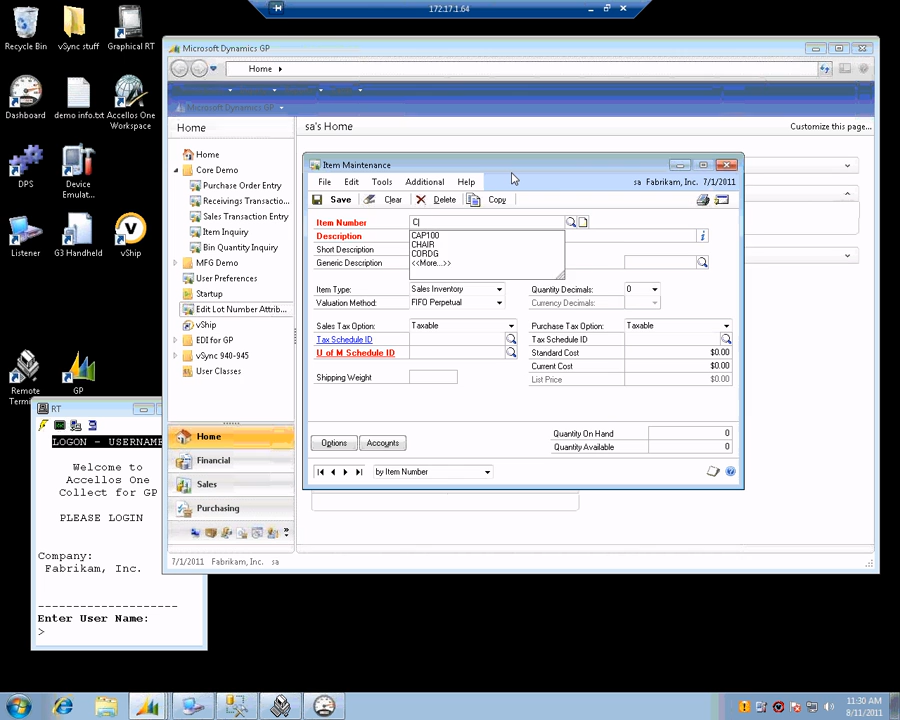 172.17.1.64
Recycle Bin
vSync stuff
Graphical RT
Dashboard
demo info.txt
Accellos One
Workspace
DPS
Device
Emulat...
Listener
G3 Handheld
vShip
Remote
GP
Microsoft Dynamics GP
Home
Microsoft Dynamics GP
Home
sa's Home
Customize this page...
Home
Core Demo
Purchase Order Entry
Receivings Transactio...
Sales Transaction Entry
Item Inquiry
Bin Quantity Inquiry
MFG Demo
User Preferences
Startup
Edit Lot Number Attrib...
vShip
EDI for GP
vSync 940-945
User Classes
Home
Financial
Sales
Purchasing
7/1/2011 Fabrikam, Inc. sa
Item Maintenance
File Edit Tools Additional Help
sa Fabrikam, Inc. 7/1/2011
Save Clear Delete Copy
Item Number C
Description
CAP100
CHAIR
CORDG
<<More...>>
Short Description
Generic Description
Item Type: Sales Inventory
Quantity Decimals: 0
Valuation Method: FIFO Perpetual
Currency Decimals:
Sales Tax Option: Taxable
Purchase Tax Option: Taxable
Tax Schedule ID
Tax Schedule ID
U of M Schedule ID
Standard Cost $0.00
Current Cost $0.00
Shipping Weight
List Price $0.00
Options Accounts
Quantity On Hand 0
Quantity Available 0
by Item Number
RT
LOGON - USERNAME
Welcome to
Accellos One
Collect for GP
PLEASE LOGIN
Company:
Fabrikam, Inc.
--------------------
Enter User Name:
>
11:30 AM
8/11/2011